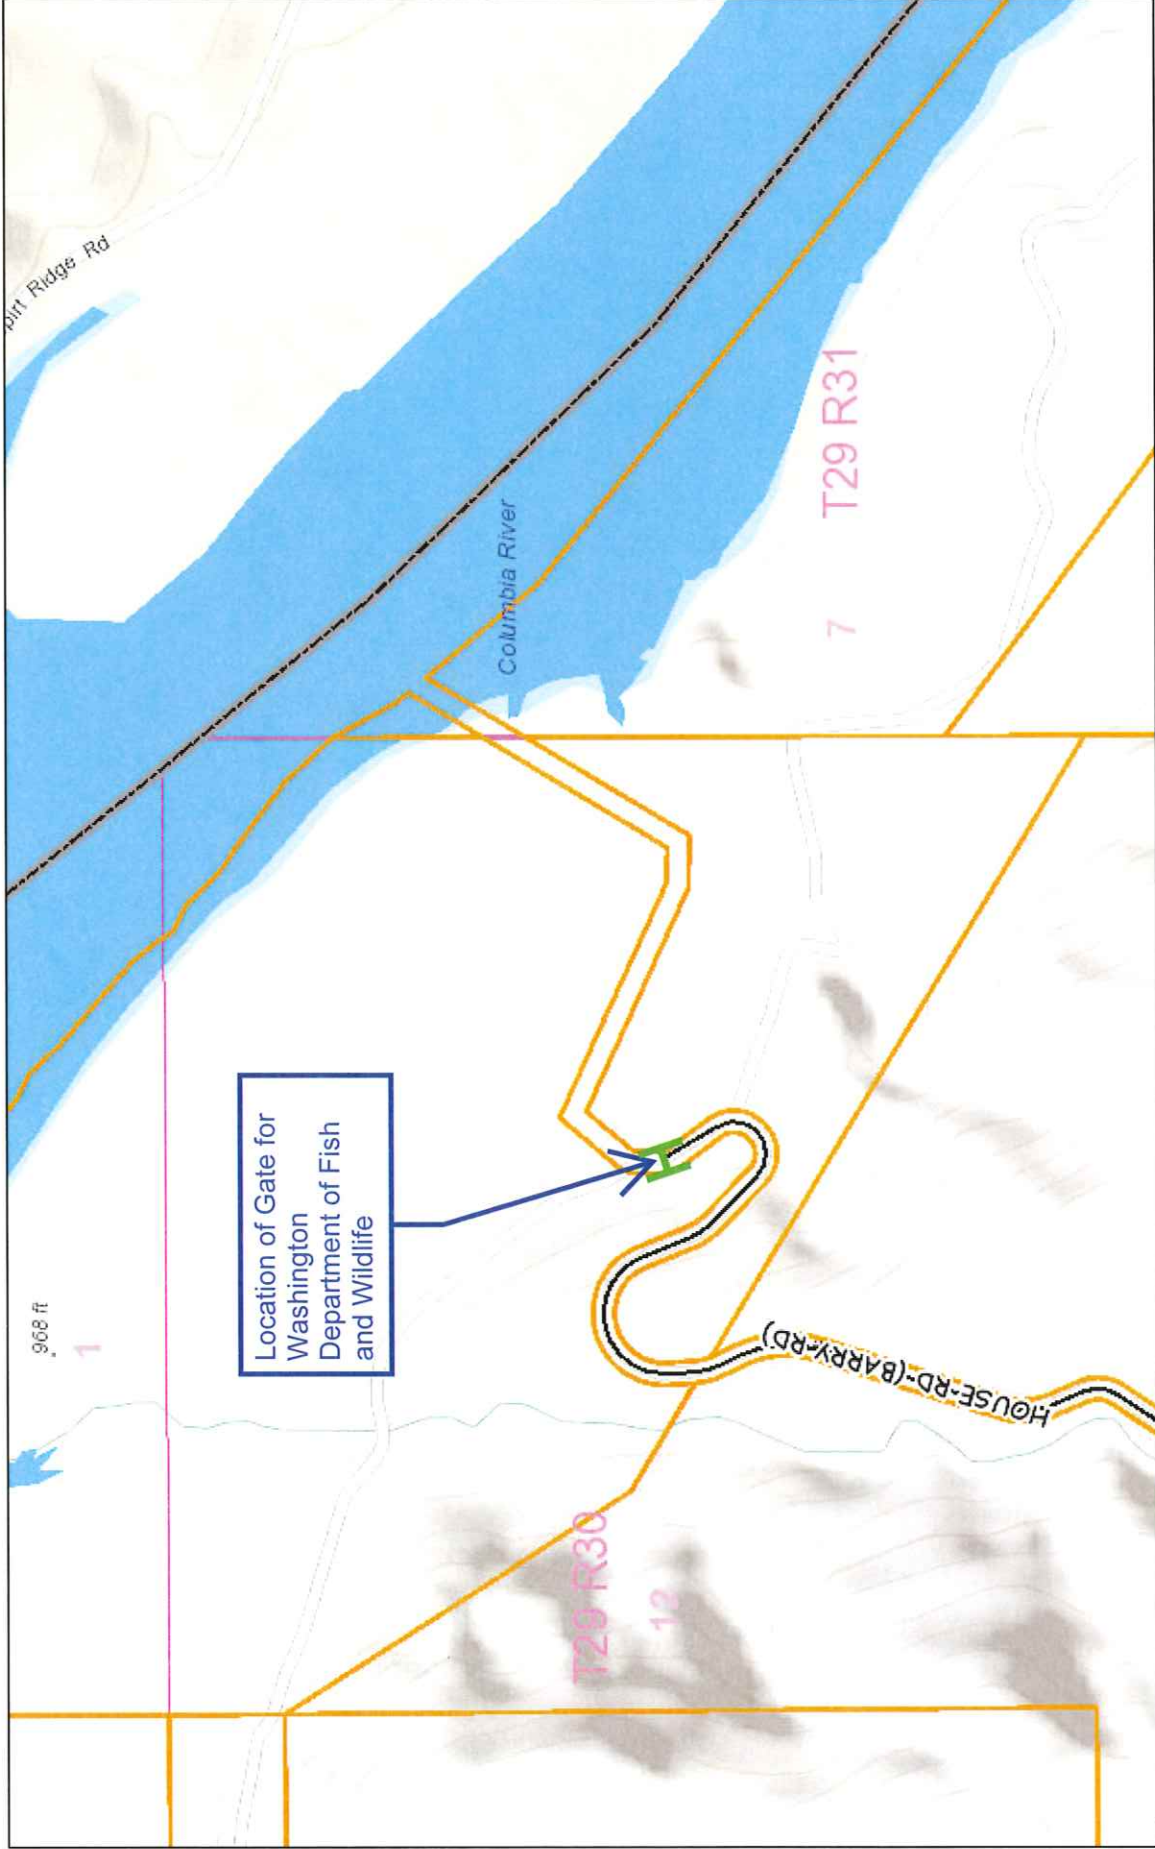 Ridge Rd
968 ft
1
Location of Gate for
Washington
Department of Fish
and Wildlife
Columbia River
T29 R31
7
T29 R30
12
HOUSE-RD-(BARRY-RD)